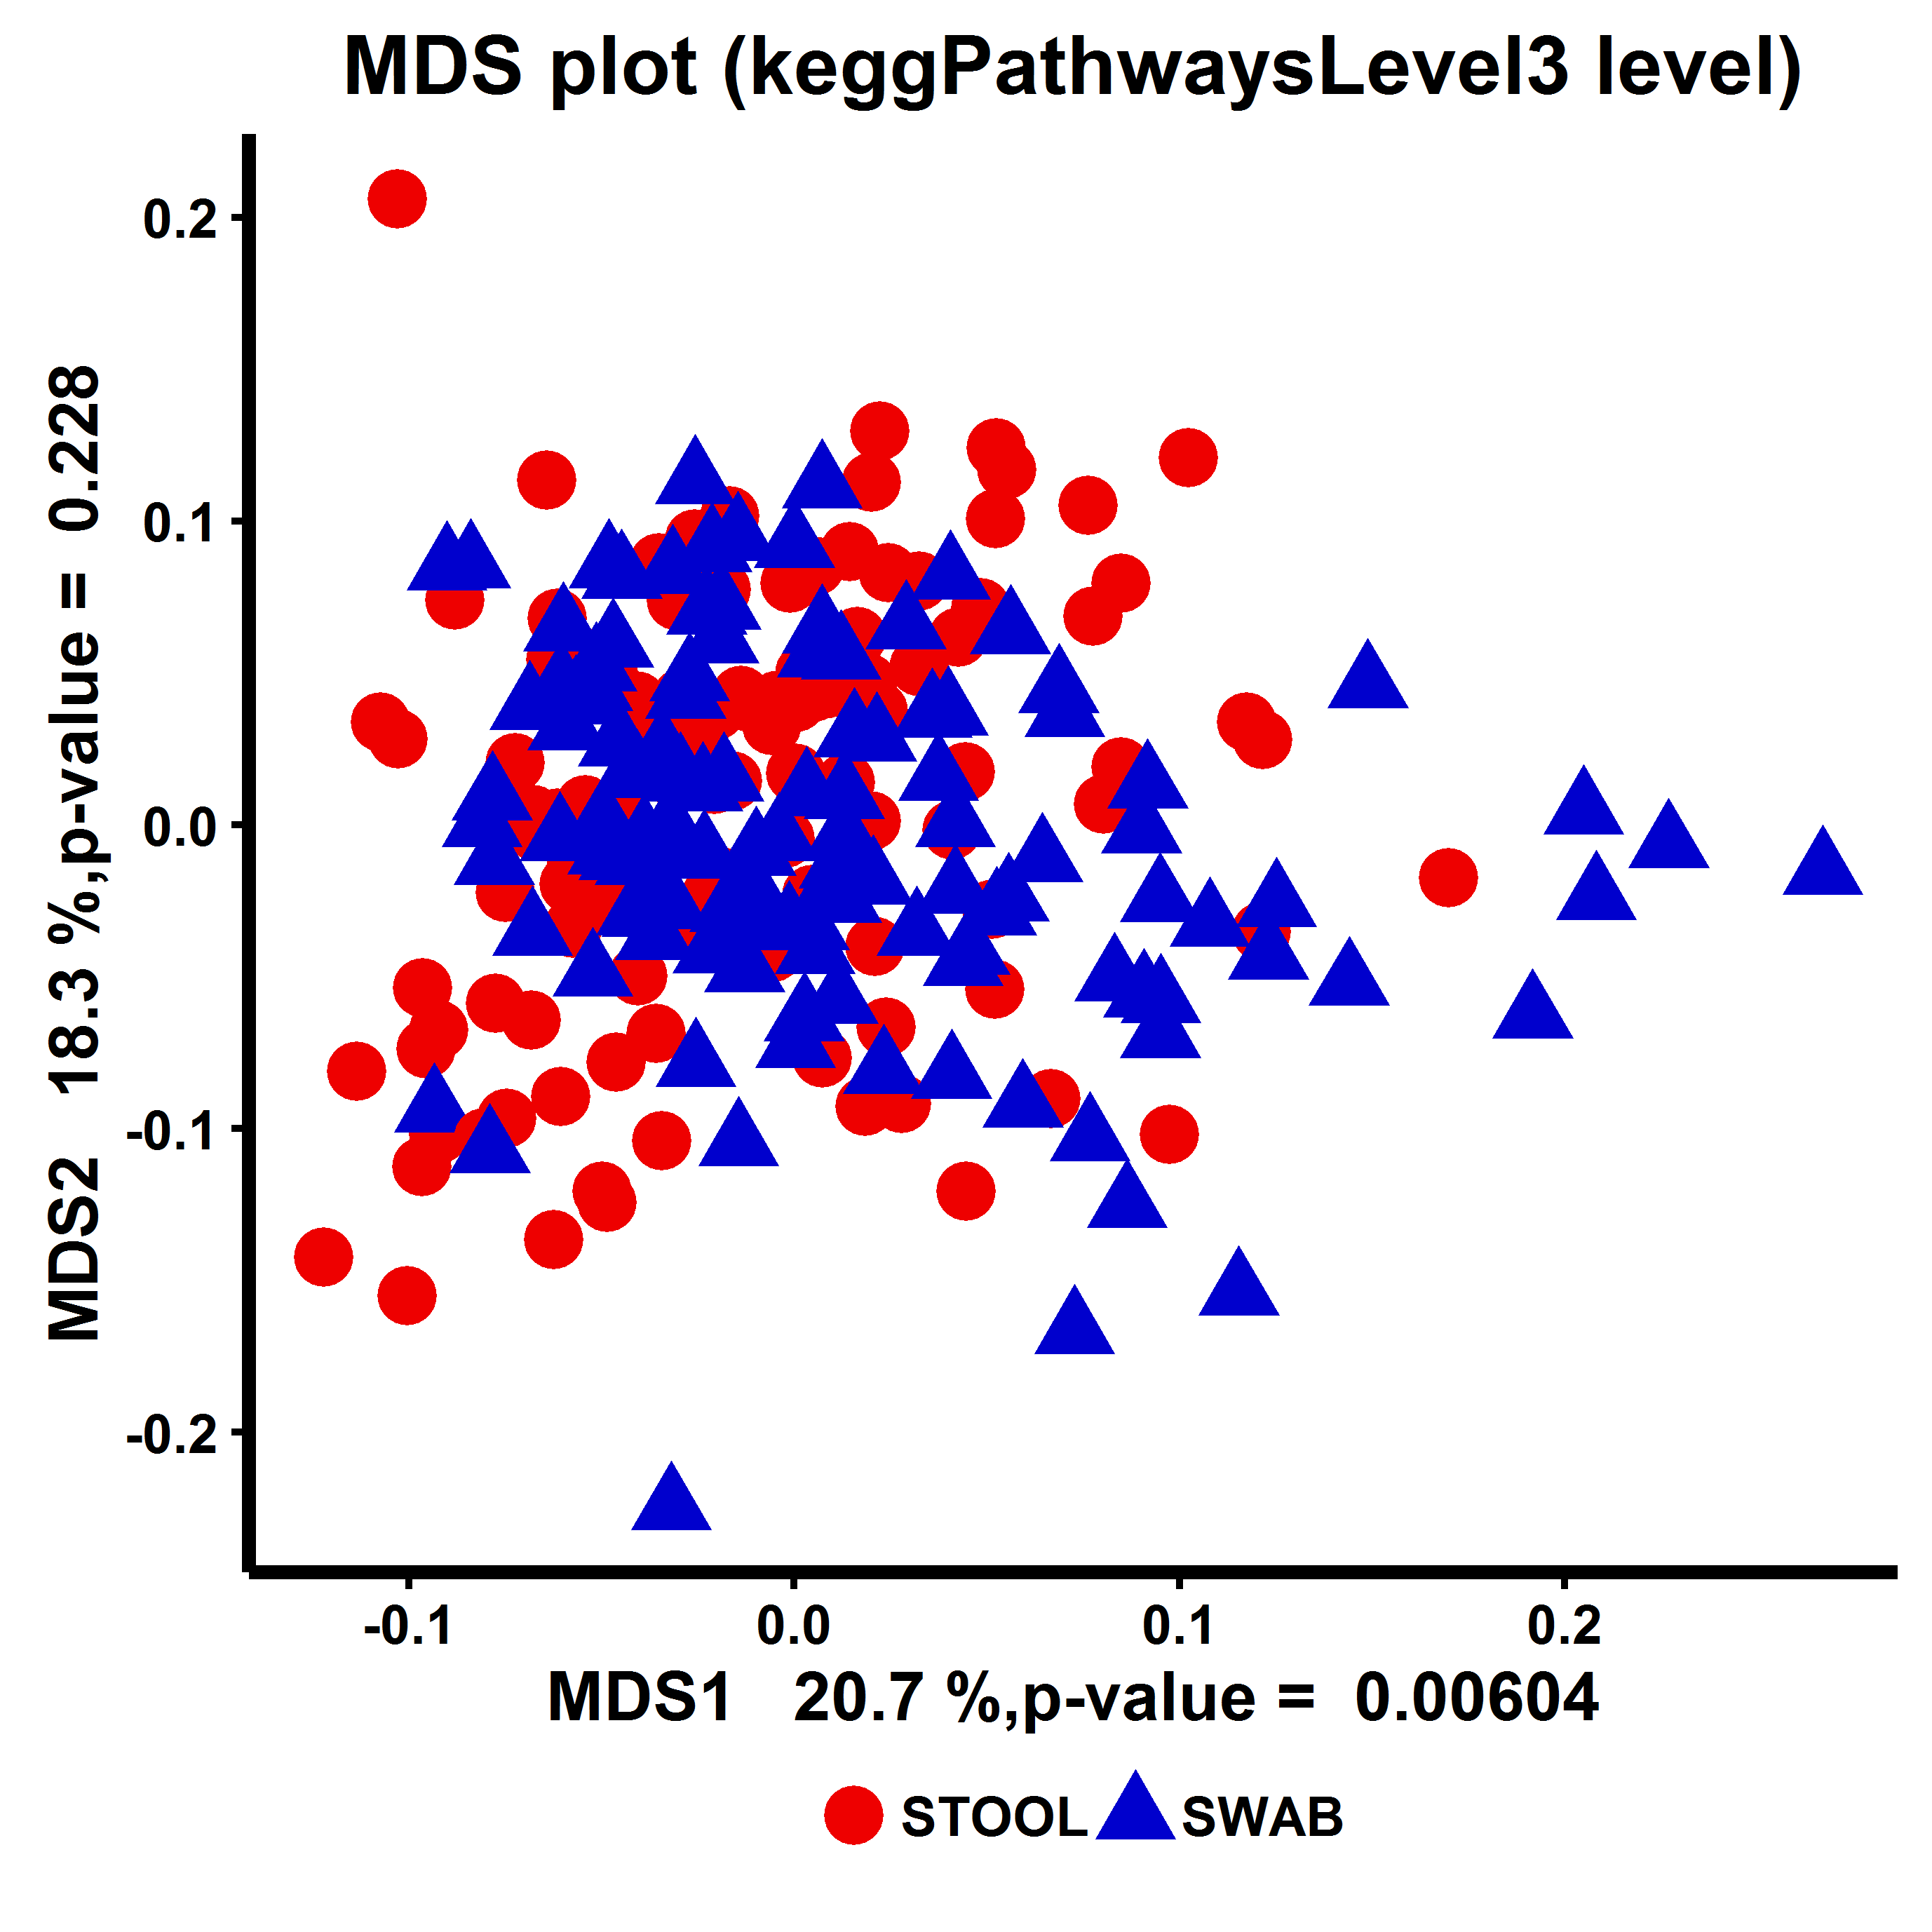 MDS plot (keggPathwaysLevel3 level)
MDS2 18.3 %,p-value = 0.228
0.2
0.1
0.0
-0.1
-0.2
-0.1 0.0 0.1 0.2
MDS1 20.7 %,p-value = 0.00604
STOOL SWAB